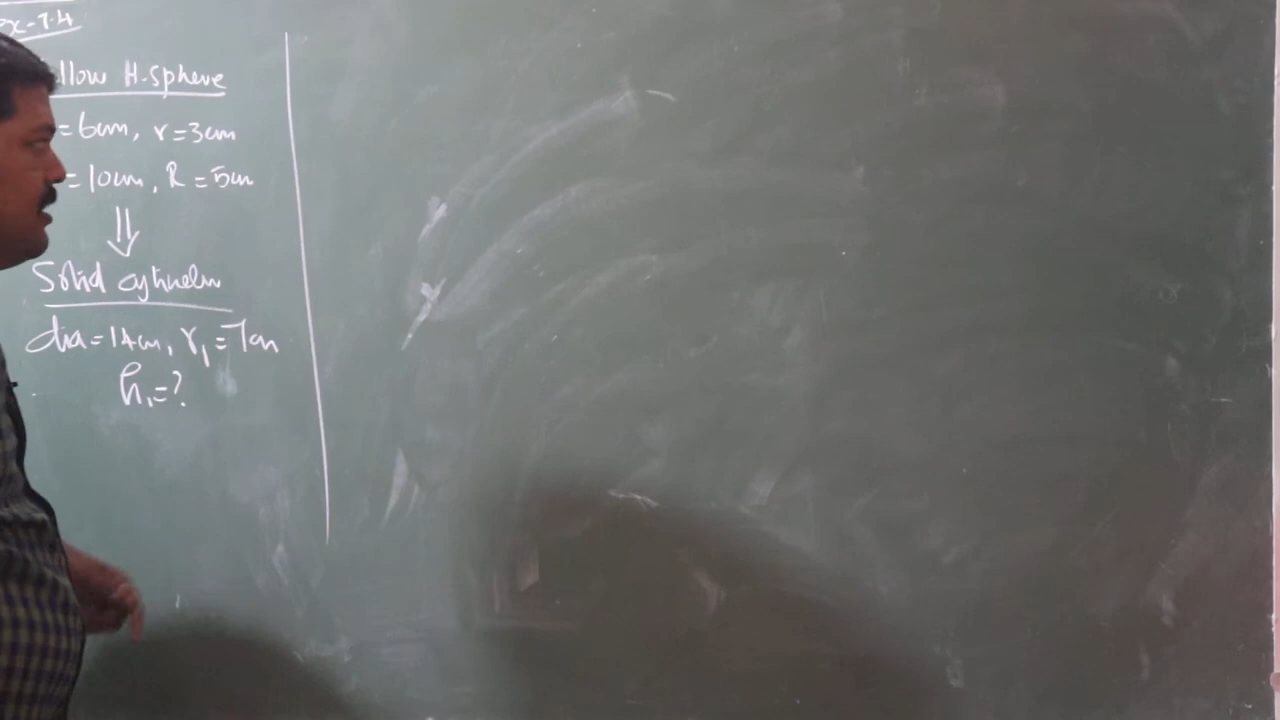 Ex-7.4
llow H-Sphere
=6cm, r=3cm
=10cm, R=5cm
⇓
Solid cylinder
dia=14cm, r₁=7cm
h₁=?